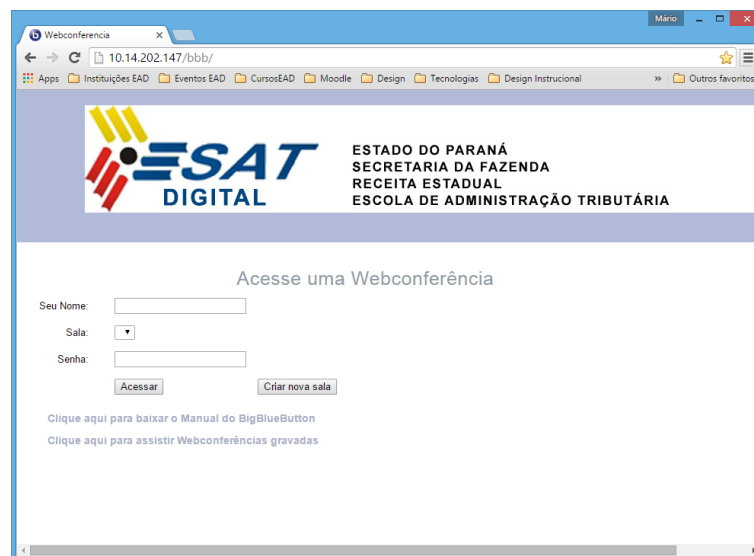 Mário
Webconferencia
10.14.202.147/bbb/
Apps Instituições EAD Eventos EAD CursosEAD Moodle Design Tecnologias Design Instrucional » Outros favoritos
ESAT
DIGITAL
ESTADO DO PARANÁ
SECRETARIA DA FAZENDA
RECEITA ESTADUAL
ESCOLA DE ADMINISTRAÇÃO TRIBUTÁRIA
Acesse uma Webconferência
Seu Nome:
Sala:
Senha:
Acessar Criar nova sala
Clique aqui para baixar o Manual do BigBlueButton
Clique aqui para assistir Webconferências gravadas